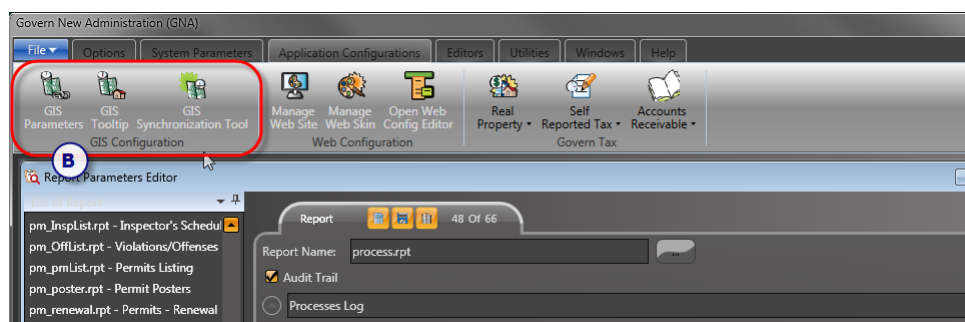 Govern New Administration (GNA)
File Options System Parameters Application Configurations Editors Utilities Windows Help
GIS Parameters GIS Tooltip GIS Synchronization Tool Manage Web Site Manage Web Skin Open Web Config Editor Real Property Self Reported Tax Accounts Receivable
GIS Configuration Web Configuration Govern Tax
B
Report Parameters Editor
List of Report
Report 48 Of 66
pm_InspList.rpt - Inspector's Schedul
pm_OffList.rpt - Violations/Offenses
Report Name: process.rpt ...
pm_pmList.rpt - Permits Listing
Audit Trail
pm_poster.rpt - Permit Posters
pm_renewal.rpt - Permits - Renewal
Processes Log